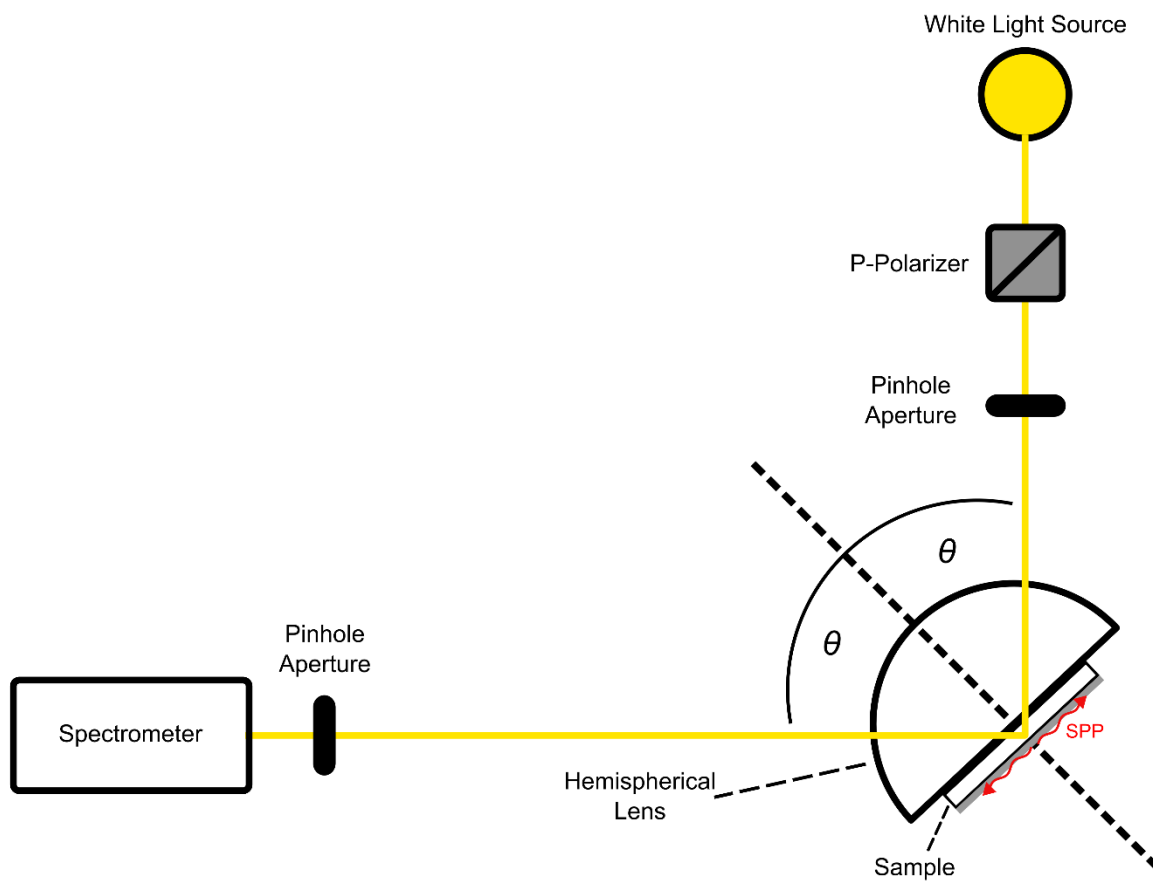 White Light Source
P-Polarizer
Pinhole
Aperture
θ
θ
Pinhole
Aperture
Spectrometer
SPP
Hemispherical
Lens
Sample